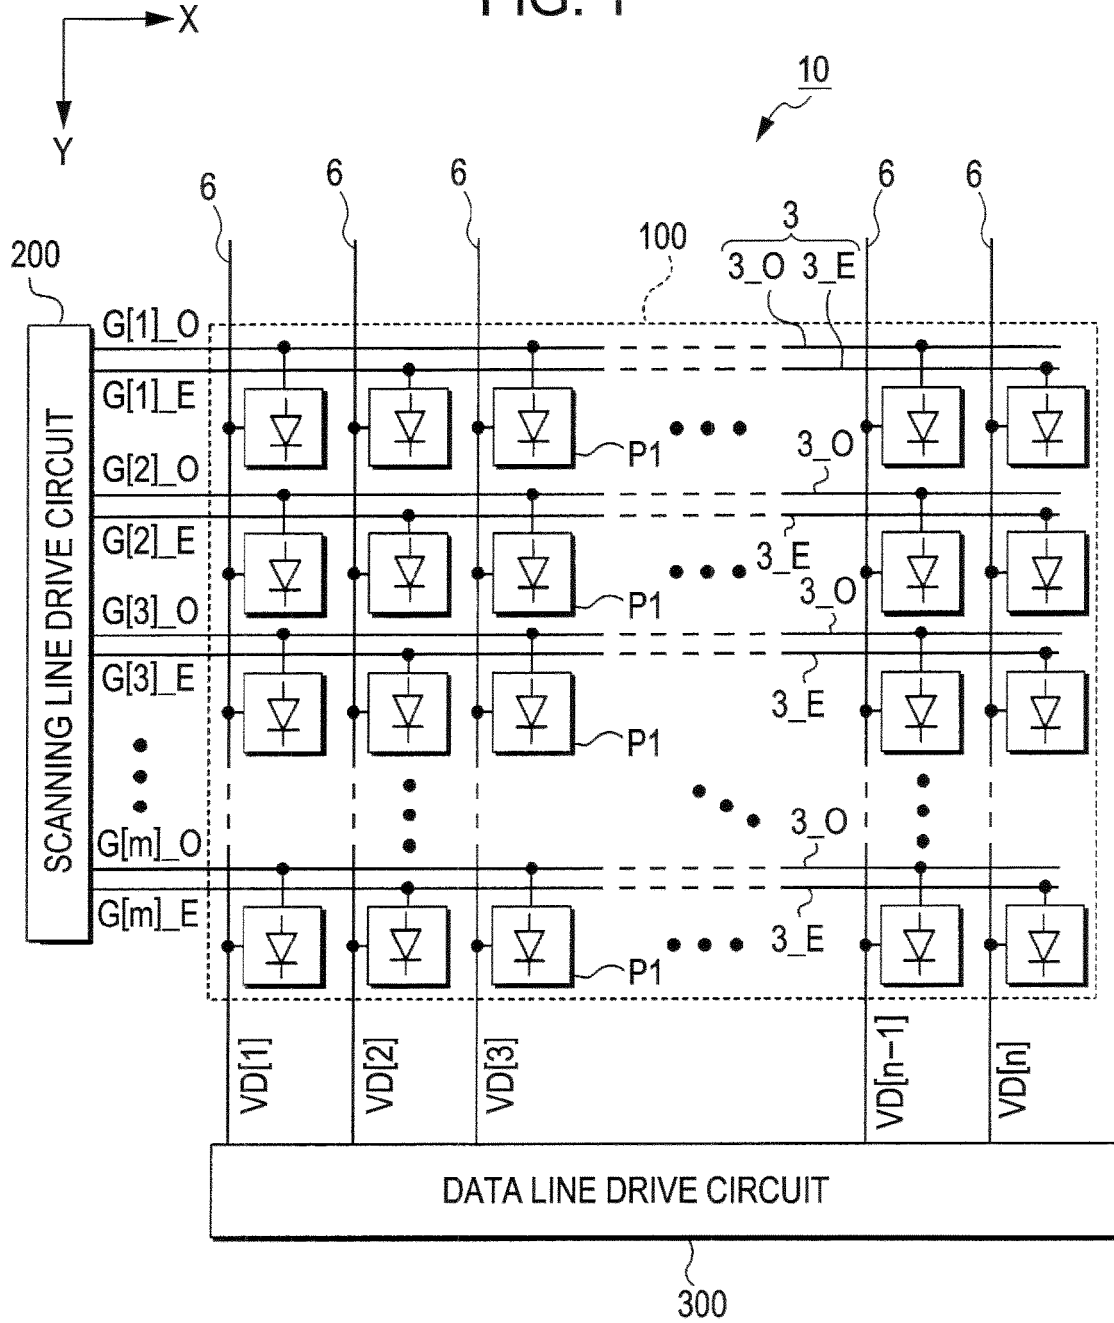 FIG. 1
X
Y
10
6
6
6
6
6
3
100
3_O 3_E
200
G[1]_O
G[1]_E
P1
G[2]_O
3_O
G[2]_E
3_E
P1
G[3]_O
3_O
G[3]_E
3_E
P1
SCANNING LINE DRIVE CIRCUIT
G[m]_O
3_O
G[m]_E
3_E
P1
VD[1]
VD[2]
VD[3]
VD[n−1]
VD[n]
DATA LINE DRIVE CIRCUIT
300